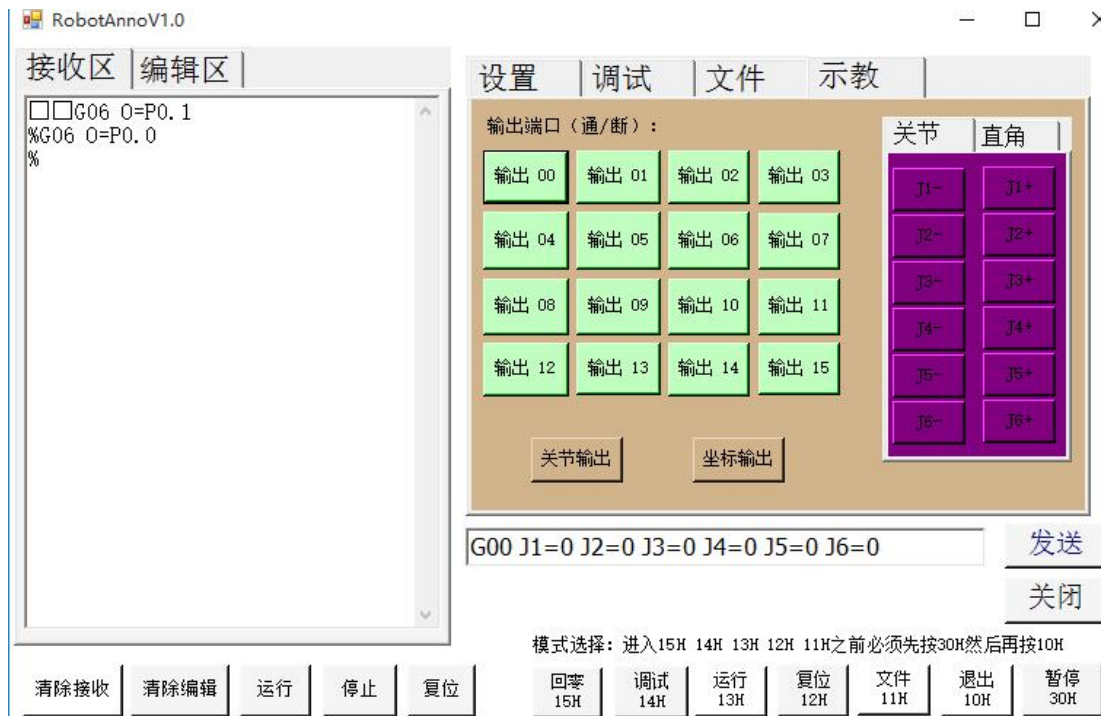 RobotAnnoV1.0
接收区 编辑区
□□G06 O=P0.1
%G06 O=P0.0
%
设置 调试 文件 示教
输出端口（通/断）：
输出 00 输出 01 输出 02 输出 03
输出 04 输出 05 输出 06 输出 07
输出 08 输出 09 输出 10 输出 11
输出 12 输出 13 输出 14 输出 15
关节输出 坐标输出
关节 直角
J1- J1+
J2- J2+
J3- J3+
J4- J4+
J5- J5+
J6- J6+
G00 J1=0 J2=0 J3=0 J4=0 J5=0 J6=0
发送
关闭
模式选择：进入15H 14H 13H 12H 11H之前必须先按30H然后再按10H
清除接收 清除编辑 运行 停止 复位
回零 调试 运行 复位 文件 退出 暂停
15H 14H 13H 12H 11H 10H 30H